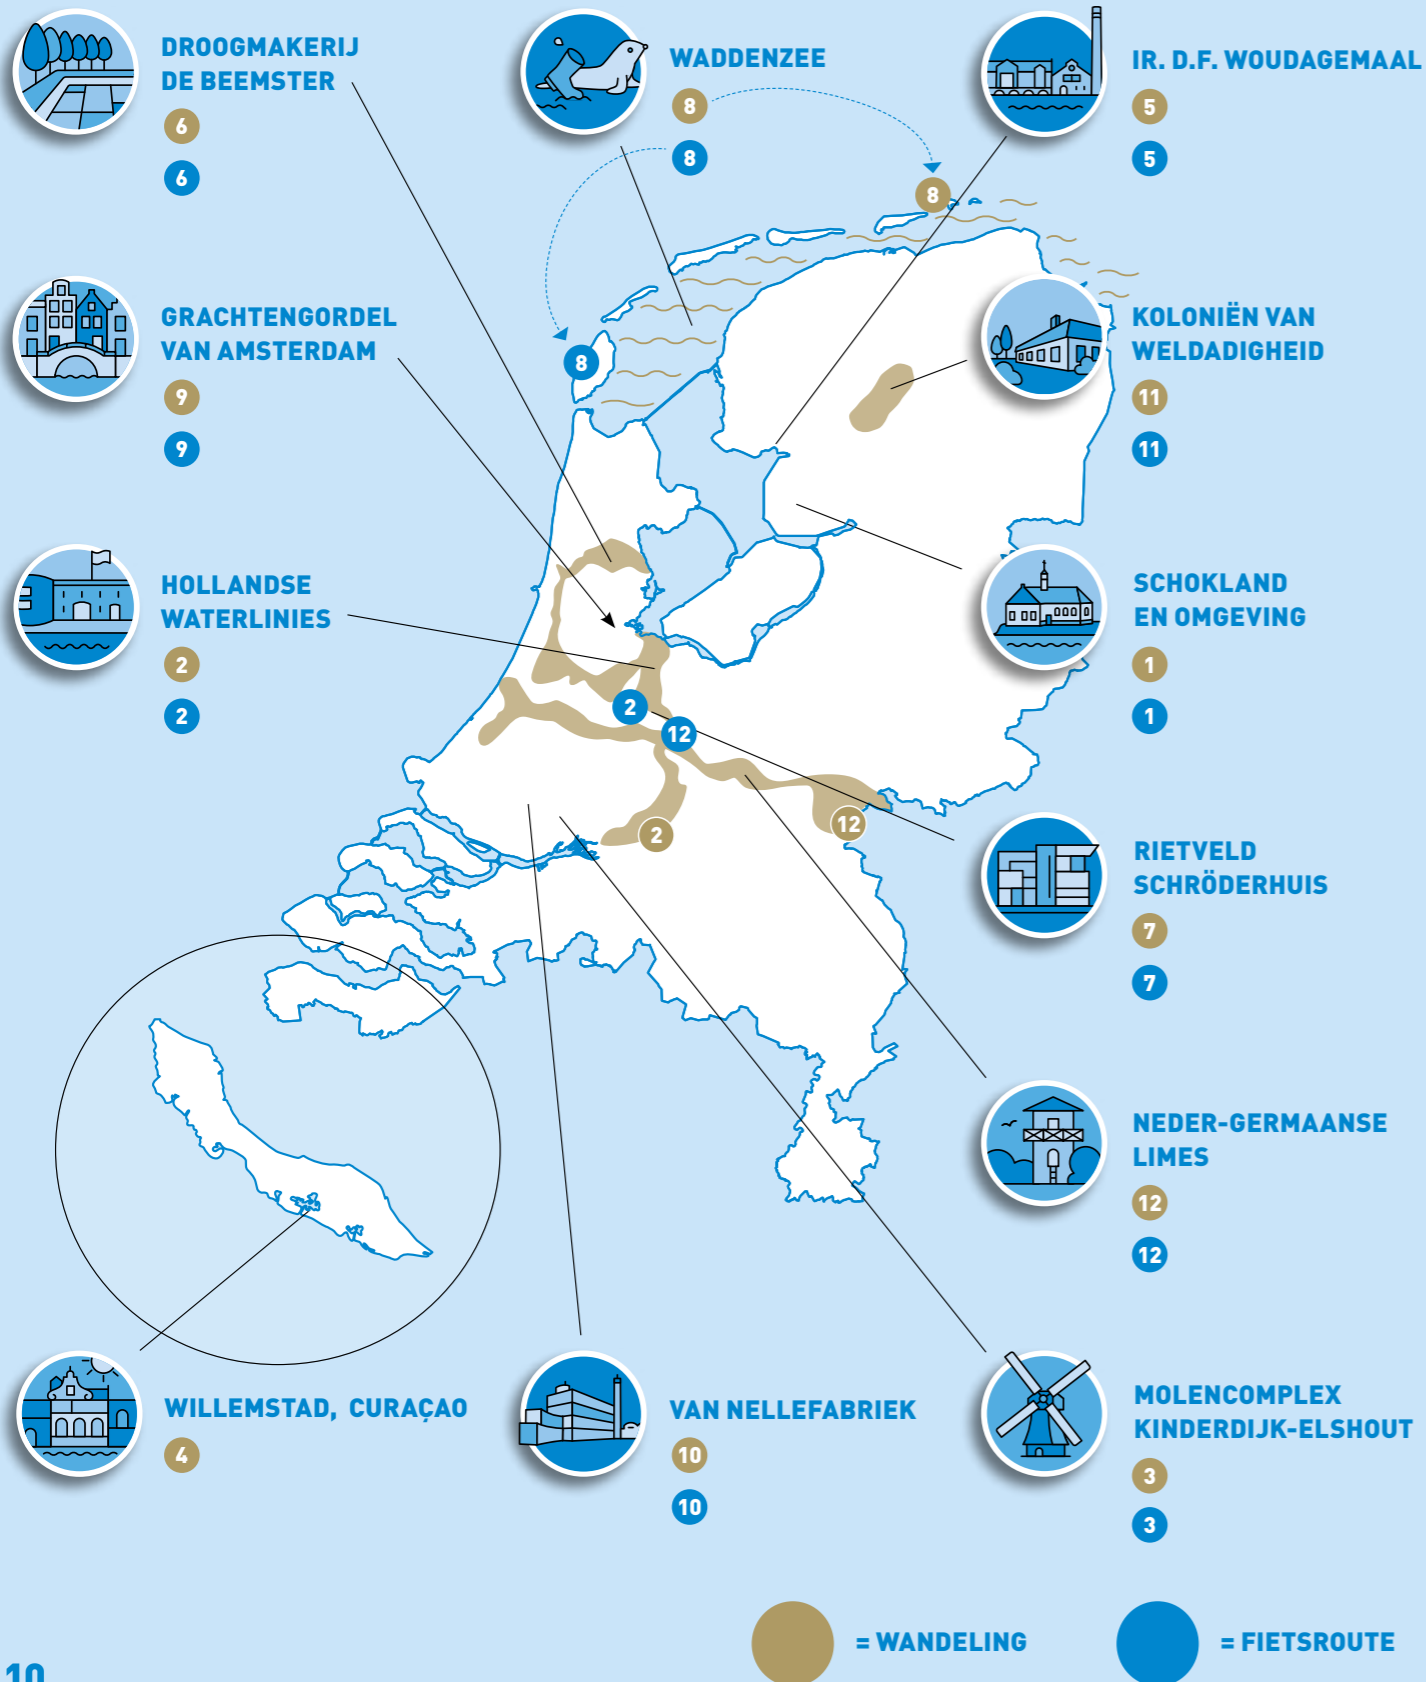 DROOGMAKERIJ
DE BEEMSTER
6
6
WADDENZEE
8
8
IR. D.F. WOUDAGEMAAL
5
5
8
8
GRACHTENGORDEL
VAN AMSTERDAM
9
9
KOLONIËN VAN
WELDADIGHEID
11
11
HOLLANDSE
WATERLINIES
2
2
SCHOKLAND
EN OMGEVING
1
1
2
12
2
12
RIETVELD
SCHRÖDERHUIS
7
7
NEDER-GERMAANSE
LIMES
12
12
WILLEMSTAD, CURAÇAO
4
VAN NELLEFABRIEK
10
10
MOLENCOMPLEX
KINDERDIJK-ELSHOUT
3
3
= WANDELING
= FIETSROUTE
10